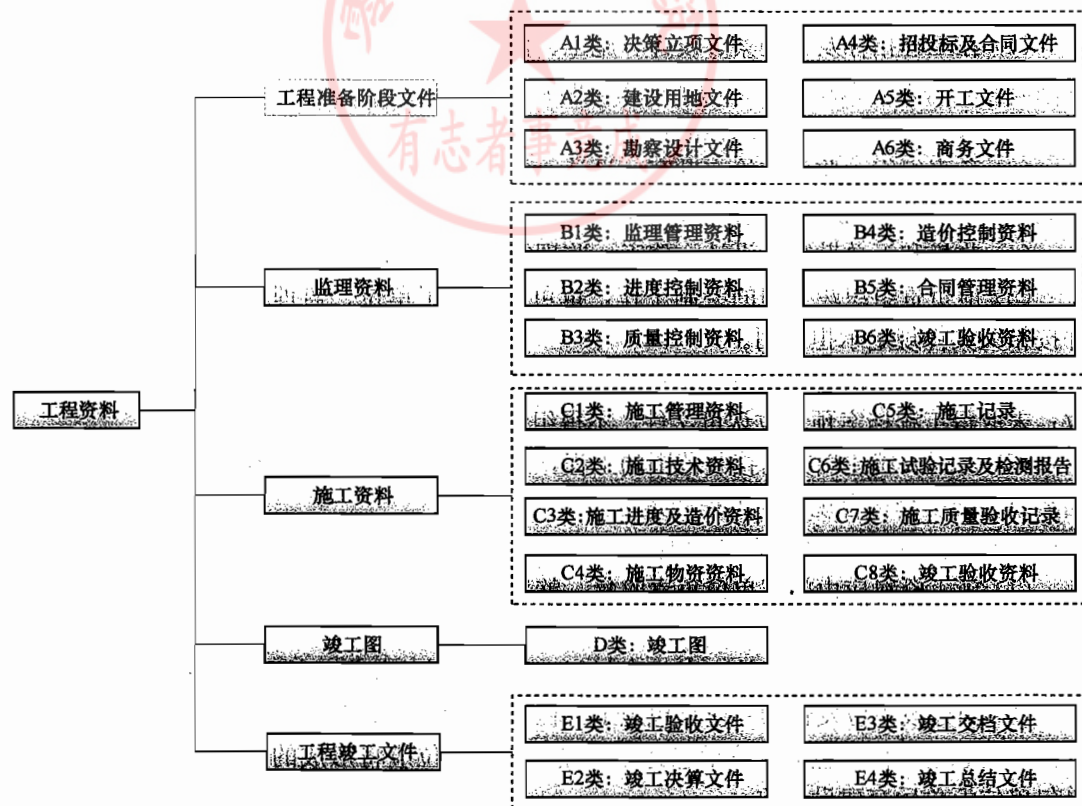 A1类：决策立项文件
A4类：招投标及合同文件
工程准备阶段文件
A2类：建设用地文件
A5类：开工文件
有志者事竟成
A3类：勘察设计文件
A6类：商务文件
B1类：监理管理资料
B4类：造价控制资料
监理资料
B2类：进度控制资料
B5类：合同管理资料
B3类：质量控制资料
B6类：竣工验收资料
工程资料
C1类：施工管理资料
C5类：施工记录
C2类：施工技术资料
C6类：施工试验记录及检测报告
施工资料
C3类：施工进度及造价资料
C7类：施工质量验收记录
C4类：施工物资资料
C8类：竣工验收资料
竣工图
D类：竣工图
E1类：竣工验收文件
E3类：竣工交档文件
工程竣工文件
E2类：竣工决算文件
E4类：竣工总结文件